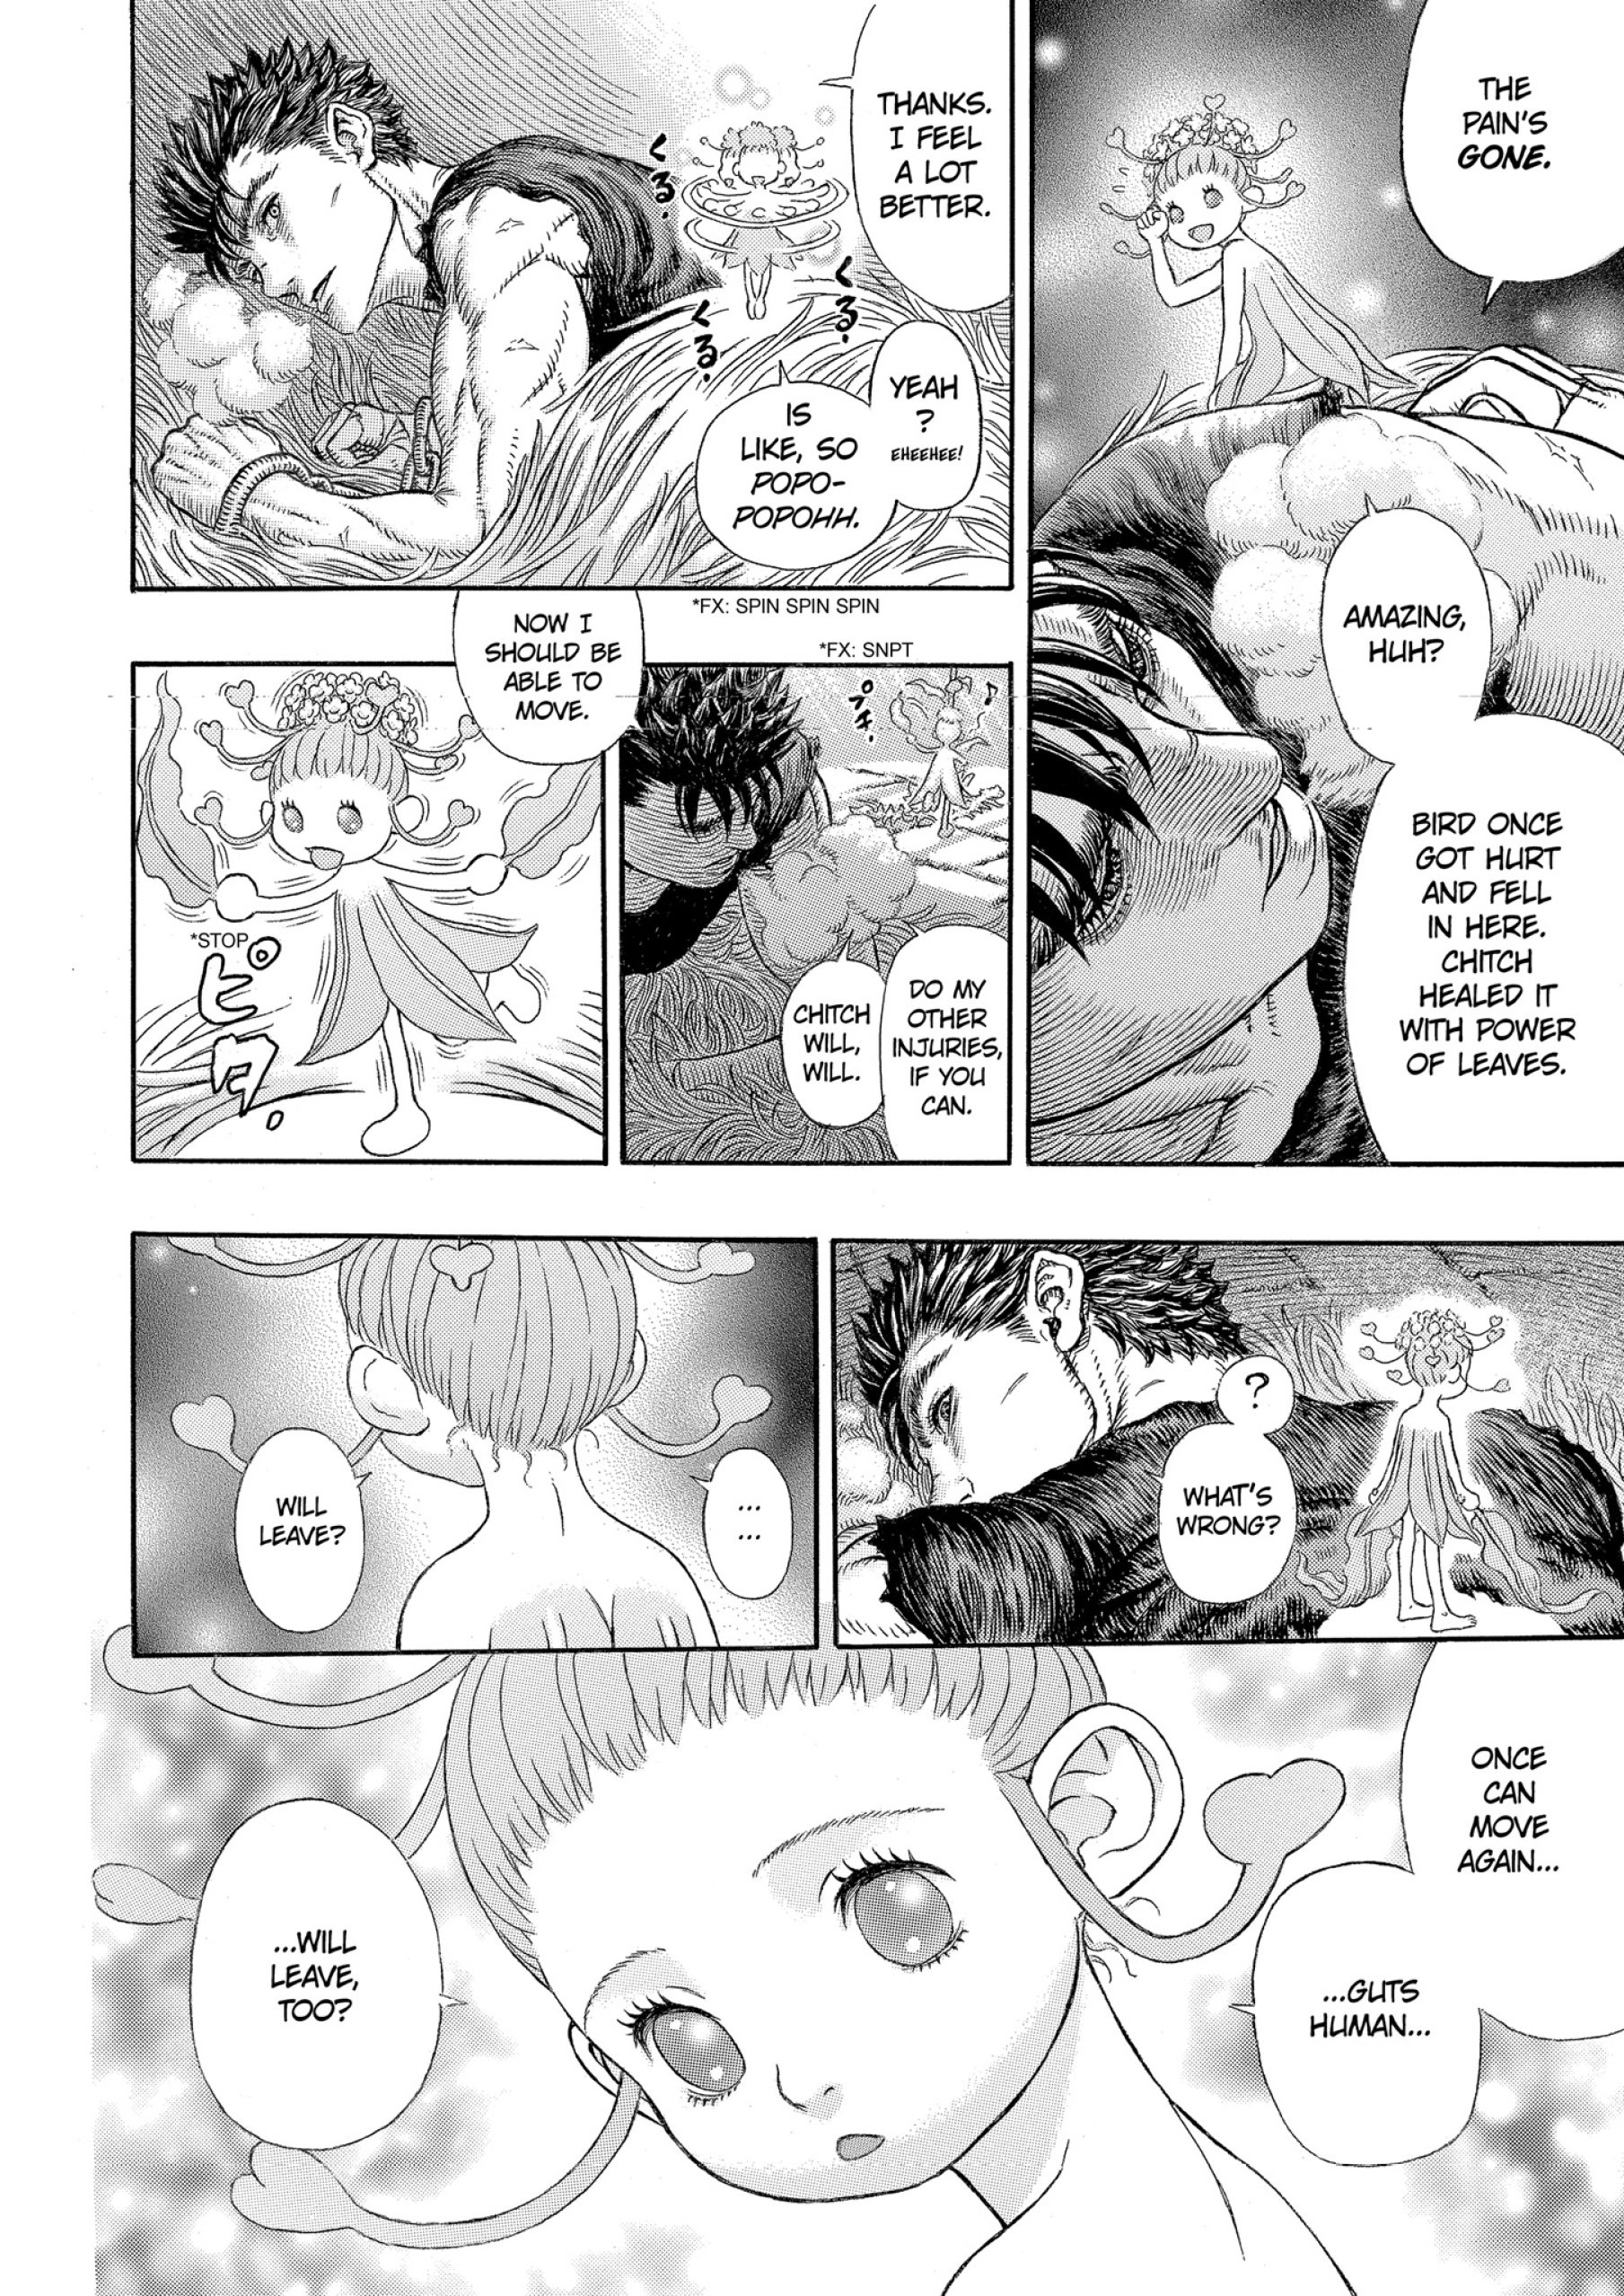 THE
PAIN'S
GONE.
AMAZING,
HUH?
BIRD ONCE
GOT HURT
AND FELL
IN HERE.
CHITCH
HEALED IT
WITH POWER
OF LEAVES.
THANKS.
I FEEL
A LOT
BETTER.
YEAH
?
EHEEHEE!
IS
LIKE, SO
POPO-
POPOHH.
くる.
くる.
くる.
*FX: SPIN SPIN SPIN
*FX: SNPT
プチ.
♪
DO MY
OTHER
INJURIES,
IF YOU
CAN.
CHITCH
WILL,
WILL.
NOW I
SHOULD BE
ABLE TO
MOVE.
*STOP
ピタ.
?
WHAT'S
WRONG?
...
...
WILL
LEAVE?
ONCE
CAN
MOVE
AGAIN...
...GUTS
HUMAN...
...WILL
LEAVE,
TOO?